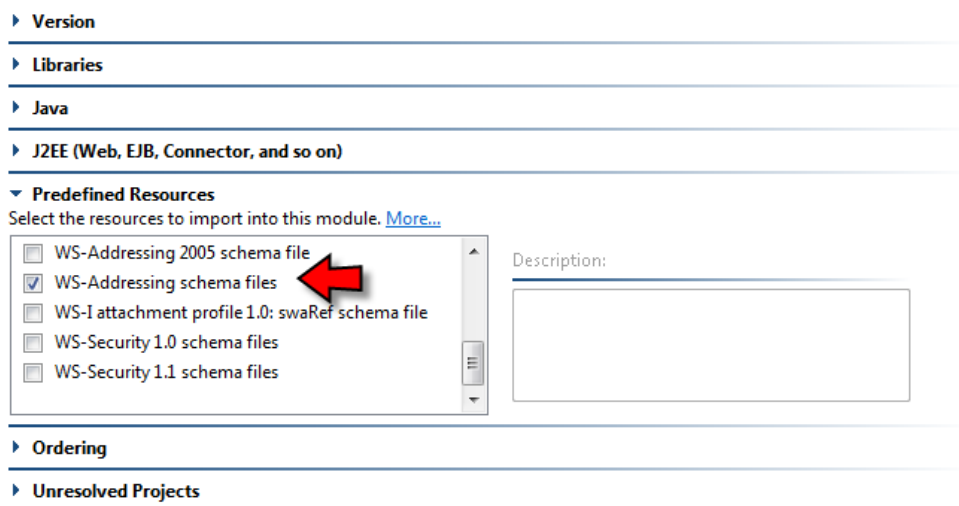 Version
Libraries
Java
J2EE (Web, EJB, Connector, and so on)
Predefined Resources
Select the resources to import into this module. More...
WS-Addressing 2005 schema file
WS-Addressing schema files
WS-I attachment profile 1.0: swaRef schema file
WS-Security 1.0 schema files
WS-Security 1.1 schema files
Description:
Ordering
Unresolved Projects